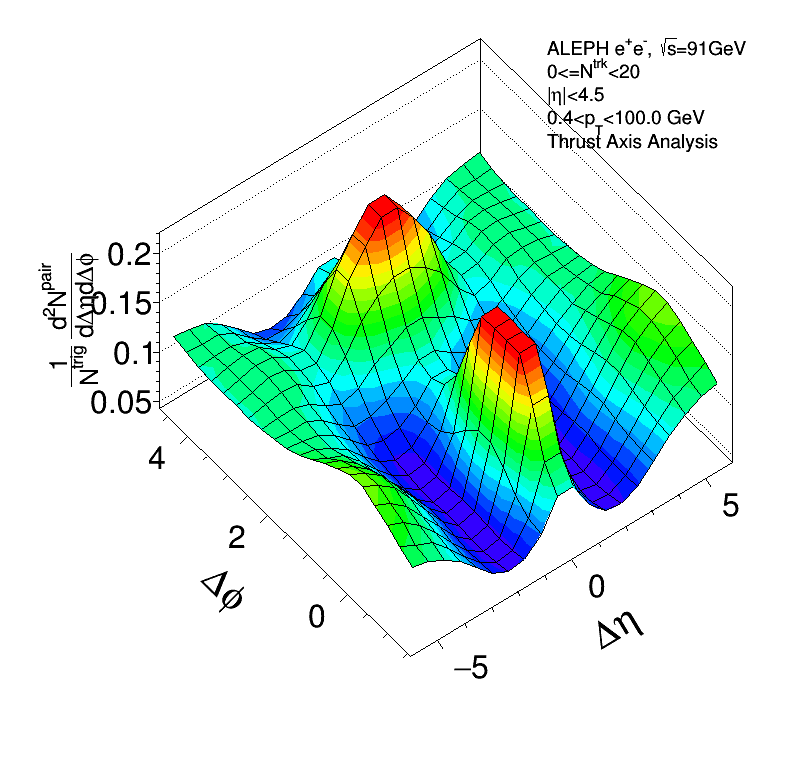 ALEPH e⁺e⁻, √s=91GeV
0<=Nᵗʳᵏ<20
|η|<4.5
0.4<p_T<100.0 GeV
Thrust Axis Analysis
1/N^trig d²N^pair/dΔηdΔφ
0.2
0.15
0.1
0.05
4
2
0
Δφ
−5
0
5
Δη